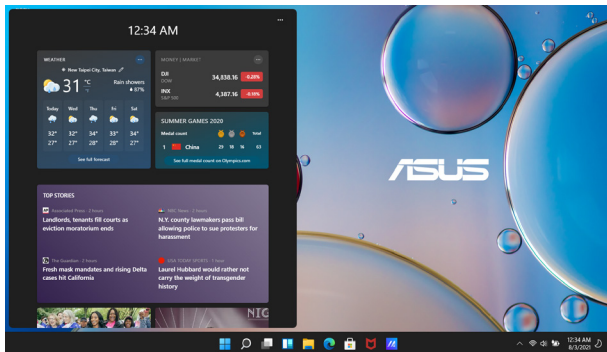 12:34 AM
WEATHER
New Taipei City, Taiwan
31 °C
°F
Rain showers
67%
Today Wed Thu Fri Sat
32° 32° 34° 33° 34°
27° 27° 28° 27° 27°
See full forecast
MONEY | MARKET
DJI
DOW
34,838.16 -0.28%
INX
S&P 500
4,387.16 -0.18%
SUMMER GAMES 2020
Medal count Total
1 China 29 18 16 63
See full medal count on Olympics.com
TOP STORIES
AP Associated Press · 2 hours
Landlords, tenants fill courts as
eviction moratorium ends
NBC News · 2 hours
N.Y. county lawmakers pass bill
allowing police to sue protesters for
harassment
The Guardian · 2 hours
Fresh mask mandates and rising Delta
cases hit California
USA TODAY SPORTS · 1 hour
Laurel Hubbard would rather not
carry the weight of transgender
history
NIG
ASUS
12:34 AM
8/3/2021